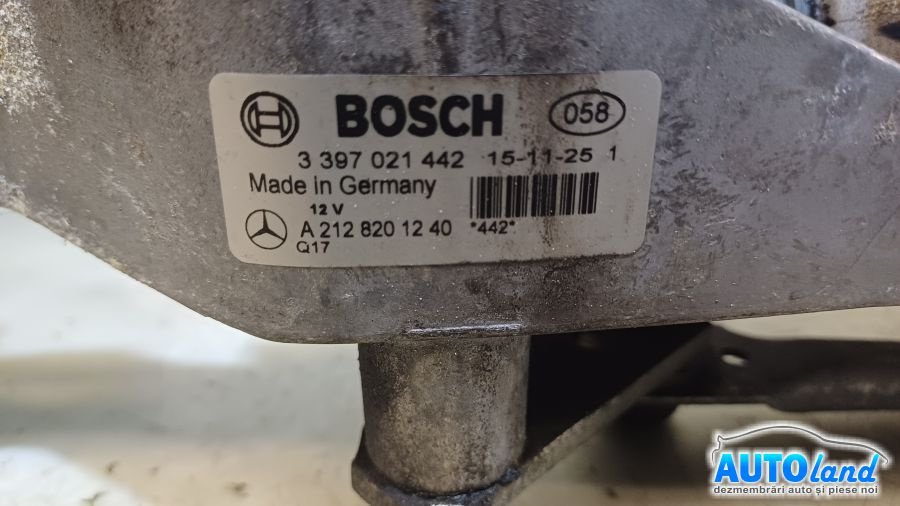 BOSCH 058
3 397 021 442 15-11-25 1
Made in Germany
12 V
A 212 820 12 40 *442*
Q17
AUTOland
dezmembrări auto și piese noi